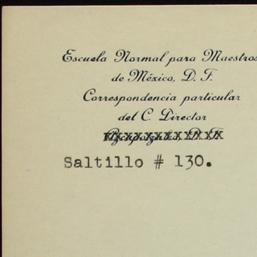 Escuela Normal para Maestros
de México, D. F.
Correspondencia particular
del C. Director
Saltillo # 130.